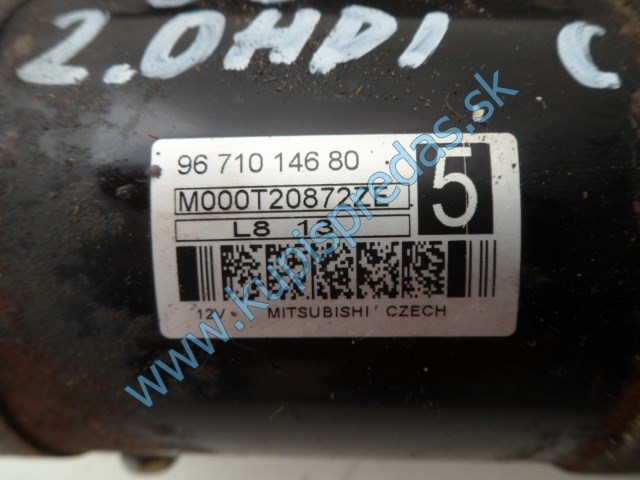 2.0HDI C
96 710 146 80
5
M000T20872ZE
L8 13
12V
MITSUBISHI CZECH
www.kupispredas.sk